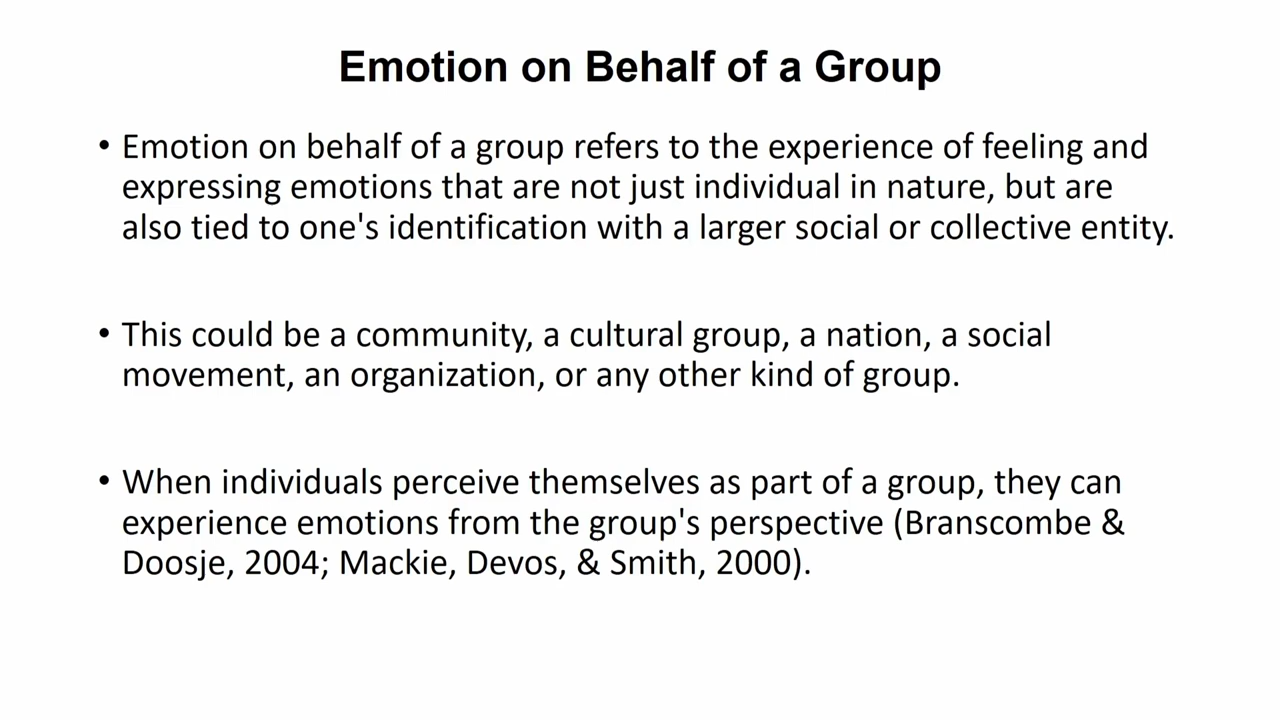 Emotion on Behalf of a Group
• Emotion on behalf of a group refers to the experience of feeling and
expressing emotions that are not just individual in nature, but are
also tied to one's identification with a larger social or collective entity.
• This could be a community, a cultural group, a nation, a social
movement, an organization, or any other kind of group.
• When individuals perceive themselves as part of a group, they can
experience emotions from the group's perspective (Branscombe &
Doosje, 2004; Mackie, Devos, & Smith, 2000).